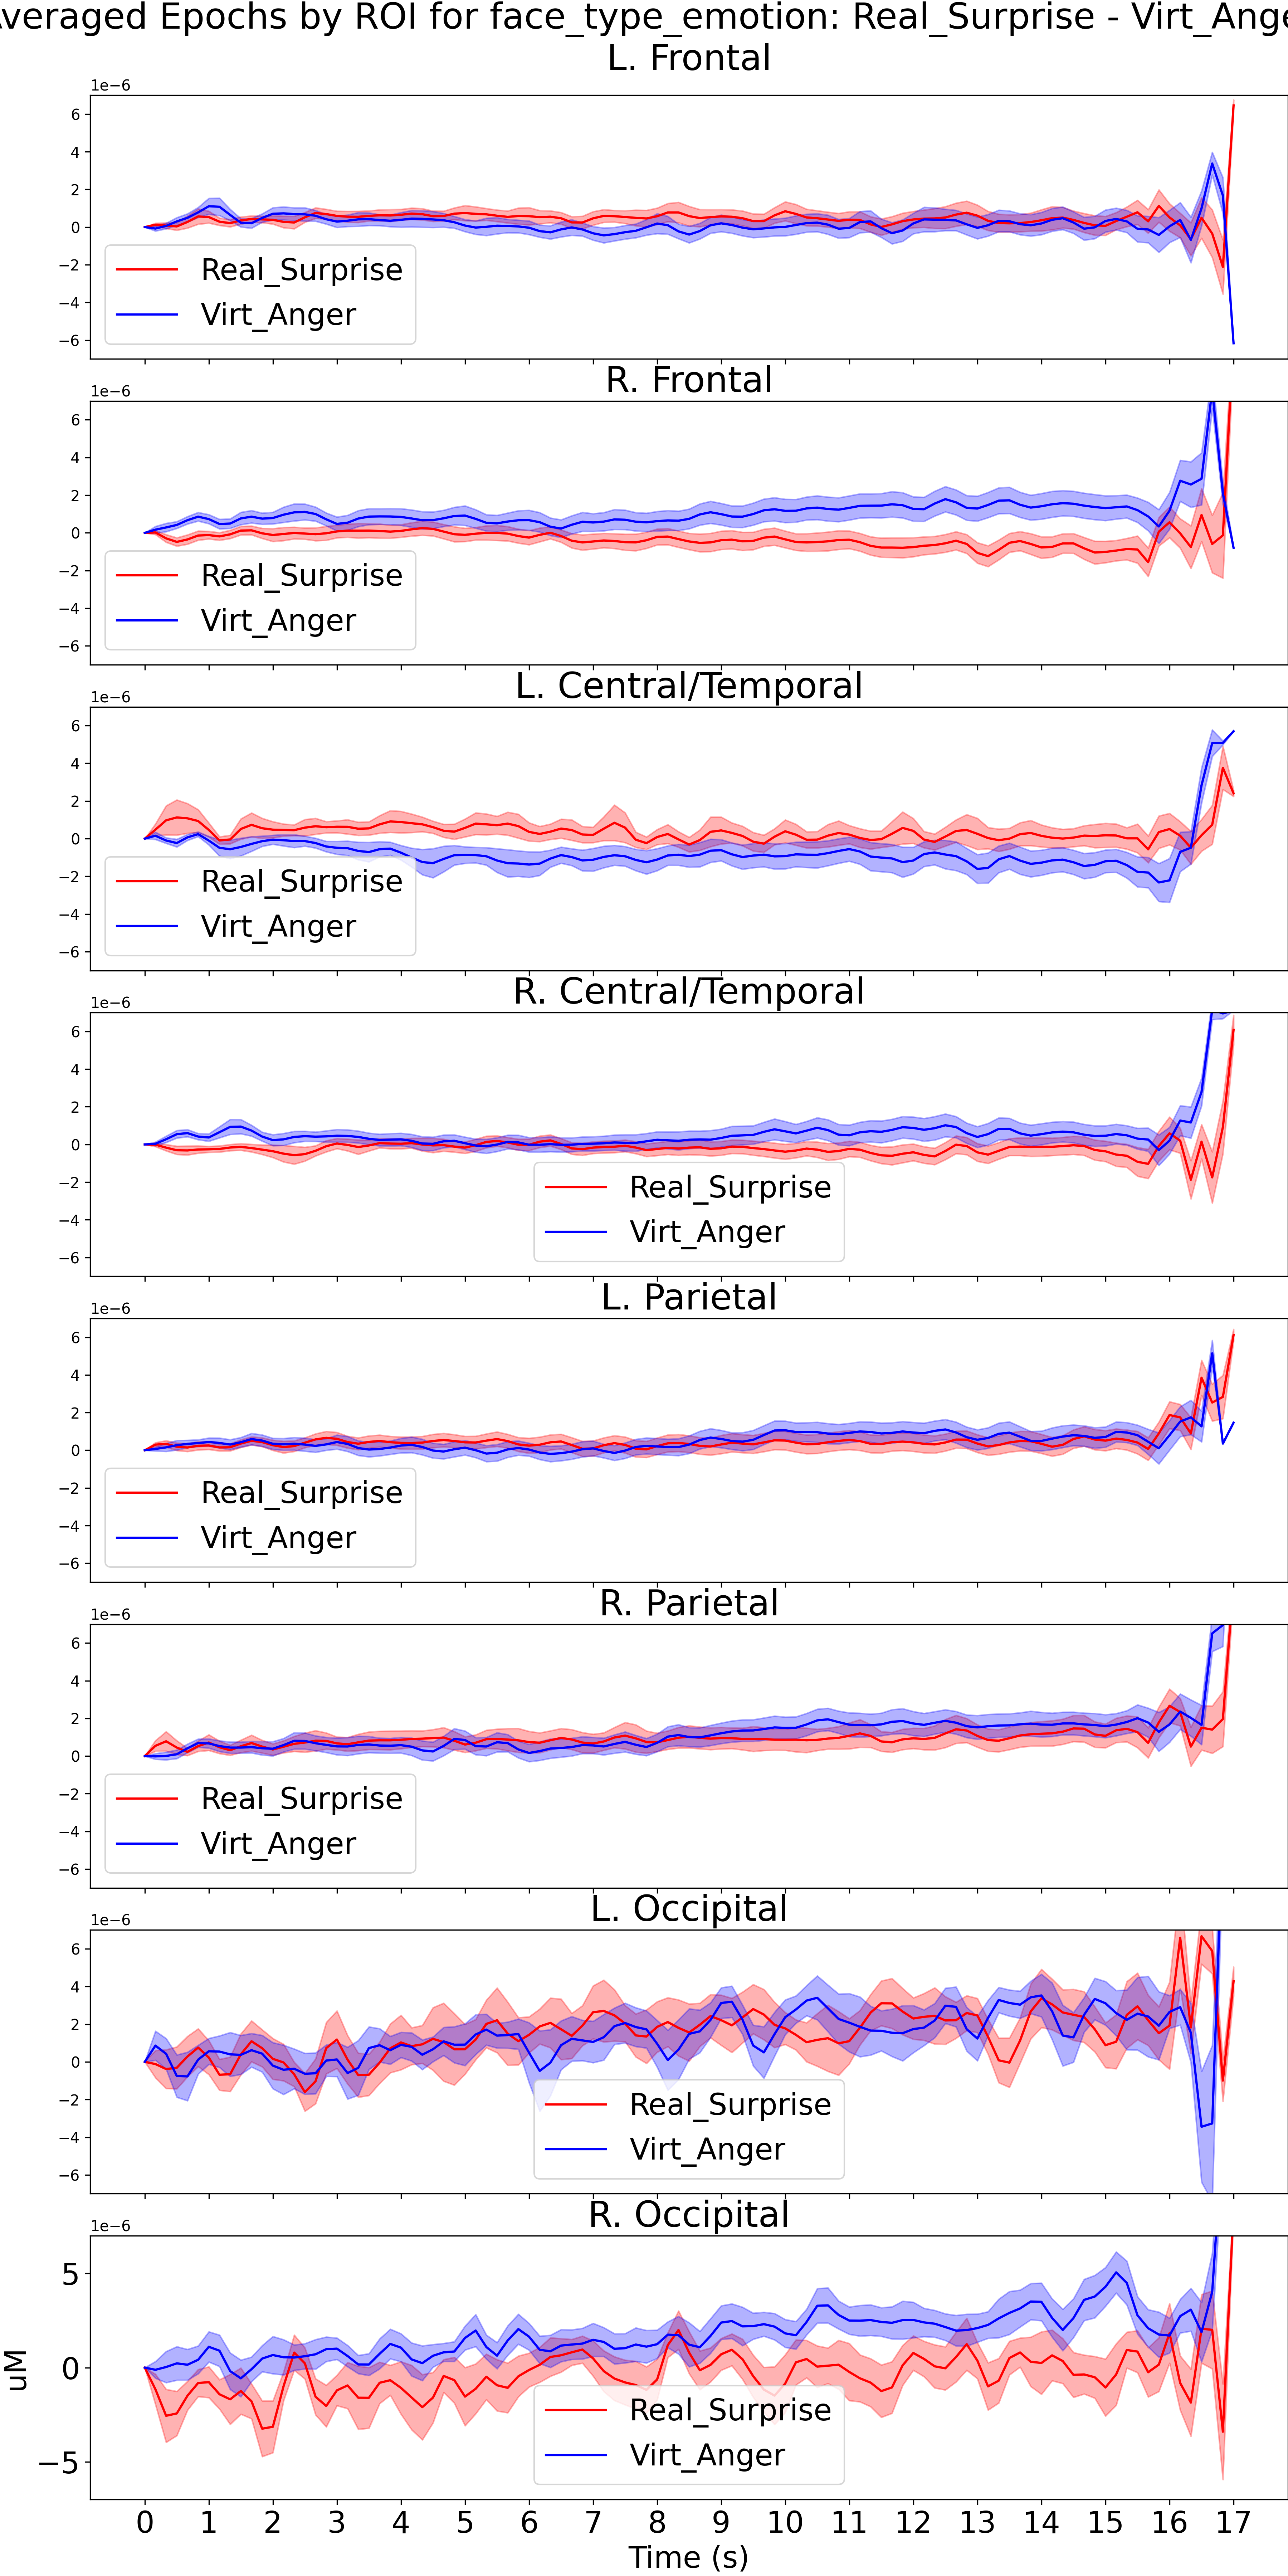 veraged Epochs by ROI for face_type_emotion: Real_Surprise - Virt_Ange
L. Frontal
1e−6
6
4
2
0
−2
−4
−6
Real_Surprise
Virt_Anger
R. Frontal
1e−6
6
4
2
0
−2
−4
−6
Real_Surprise
Virt_Anger
L. Central/Temporal
1e−6
6
4
2
0
−2
−4
−6
Real_Surprise
Virt_Anger
R. Central/Temporal
1e−6
6
4
2
0
−2
−4
−6
Real_Surprise
Virt_Anger
L. Parietal
1e−6
6
4
2
0
−2
−4
−6
Real_Surprise
Virt_Anger
R. Parietal
1e−6
6
4
2
0
−2
−4
−6
Real_Surprise
Virt_Anger
L. Occipital
1e−6
6
4
2
0
−2
−4
−6
Real_Surprise
Virt_Anger
R. Occipital
1e−6
5
0
−5
uM
Real_Surprise
Virt_Anger
0 1 2 3 4 5 6 7 8 9 10 11 12 13 14 15 16 17
Time (s)